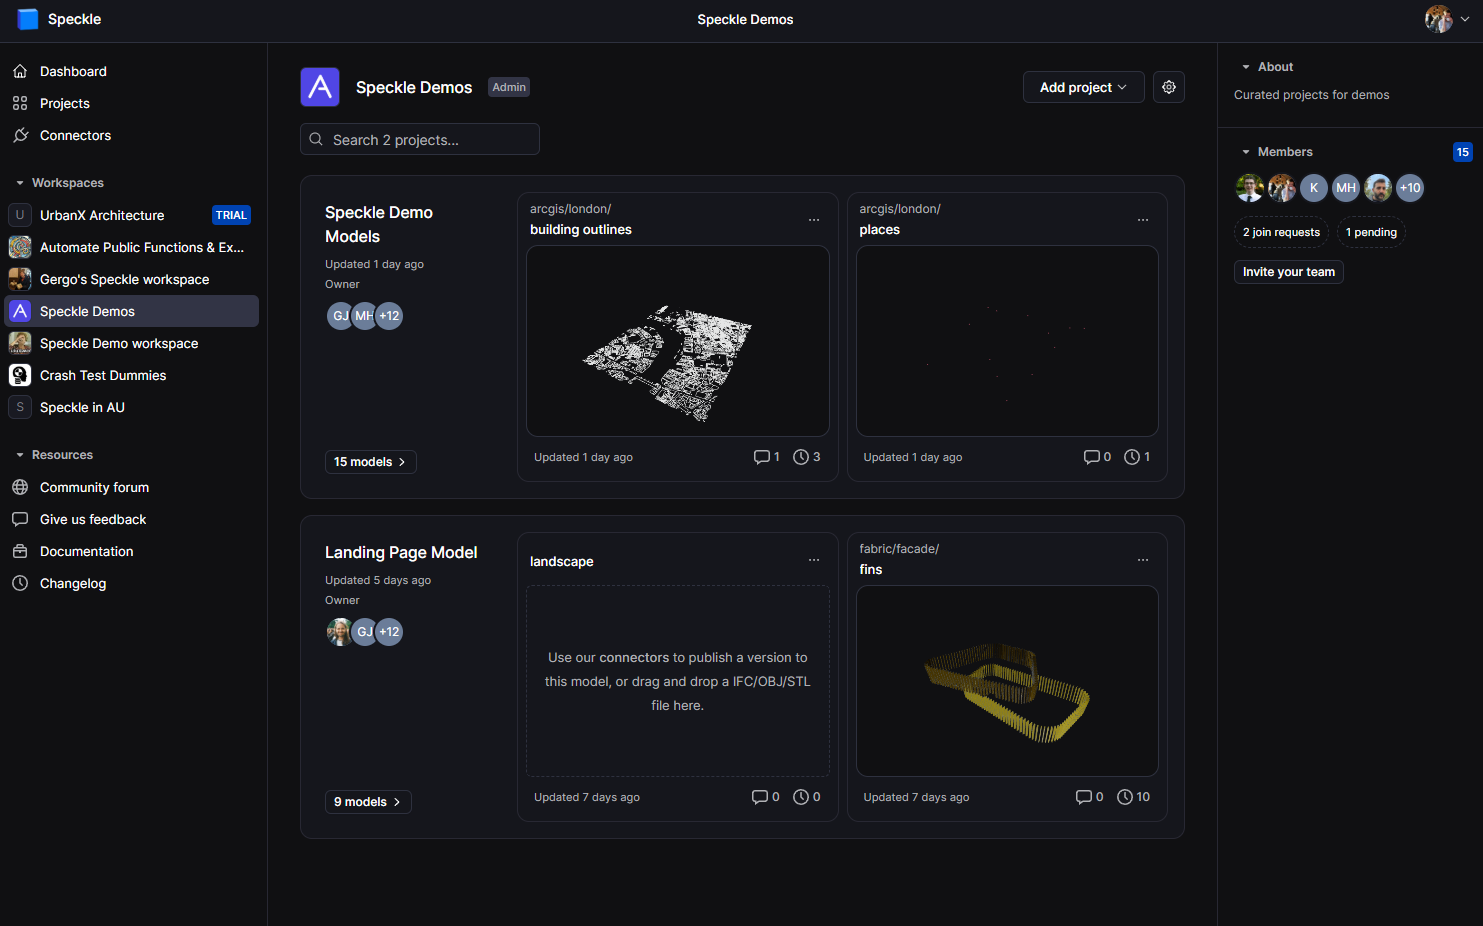 Speckle
Speckle Demos
Dashboard
Projects
Connectors
Workspaces
U UrbanX Architecture TRIAL
Automate Public Functions & Ex...
Gergo's Speckle workspace
Speckle Demos
Speckle Demo workspace
Crash Test Dummies
S Speckle in AU
Resources
Community forum
Give us feedback
Documentation
Changelog
Speckle Demos Admin
Add project
Search 2 projects...
Speckle Demo
Models
Updated 1 day ago
Owner
GJ MH +12
15 models
arcgis/london/
building outlines
Updated 1 day ago 1 3
arcgis/london/
places
Updated 1 day ago 0 1
Landing Page Model
Updated 5 days ago
Owner
GJ +12
9 models
landscape
Use our connectors to publish a version to
this model, or drag and drop a IFC/OBJ/STL
file here.
Updated 7 days ago 0 0
fabric/facade/
fins
Updated 7 days ago 0 10
About
Curated projects for demos
Members 15
K MH +10
2 join requests 1 pending
Invite your team